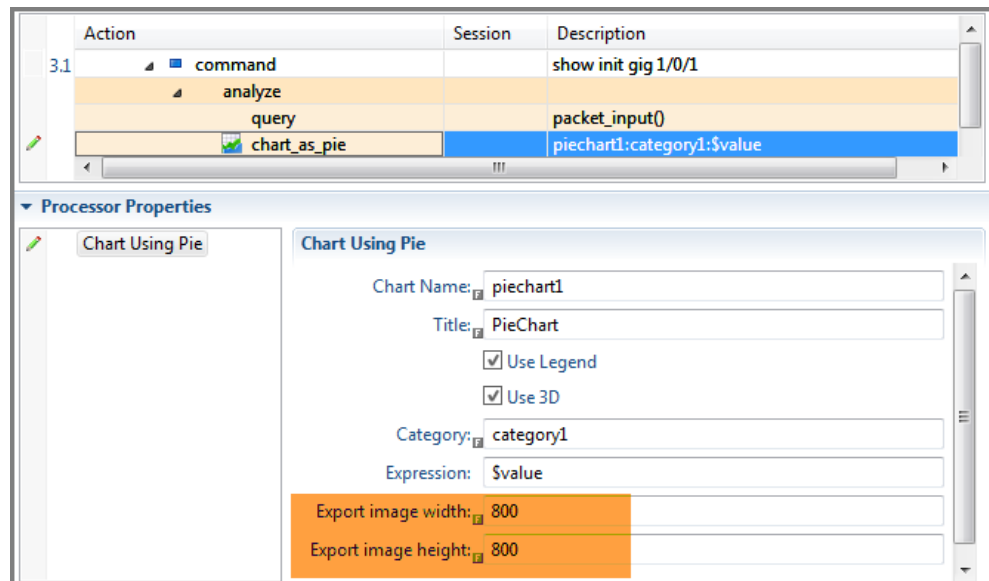 Action Session Description
3.1 command show init gig 1/0/1
analyze
query packet_input()
chart_as_pie piechart1:category1:$value
Processor Properties
Chart Using Pie
Chart Using Pie
Chart Name: piechart1
Title: PieChart
Use Legend
Use 3D
Category: category1
Expression: $value
Export image width: 800
Export image height: 800